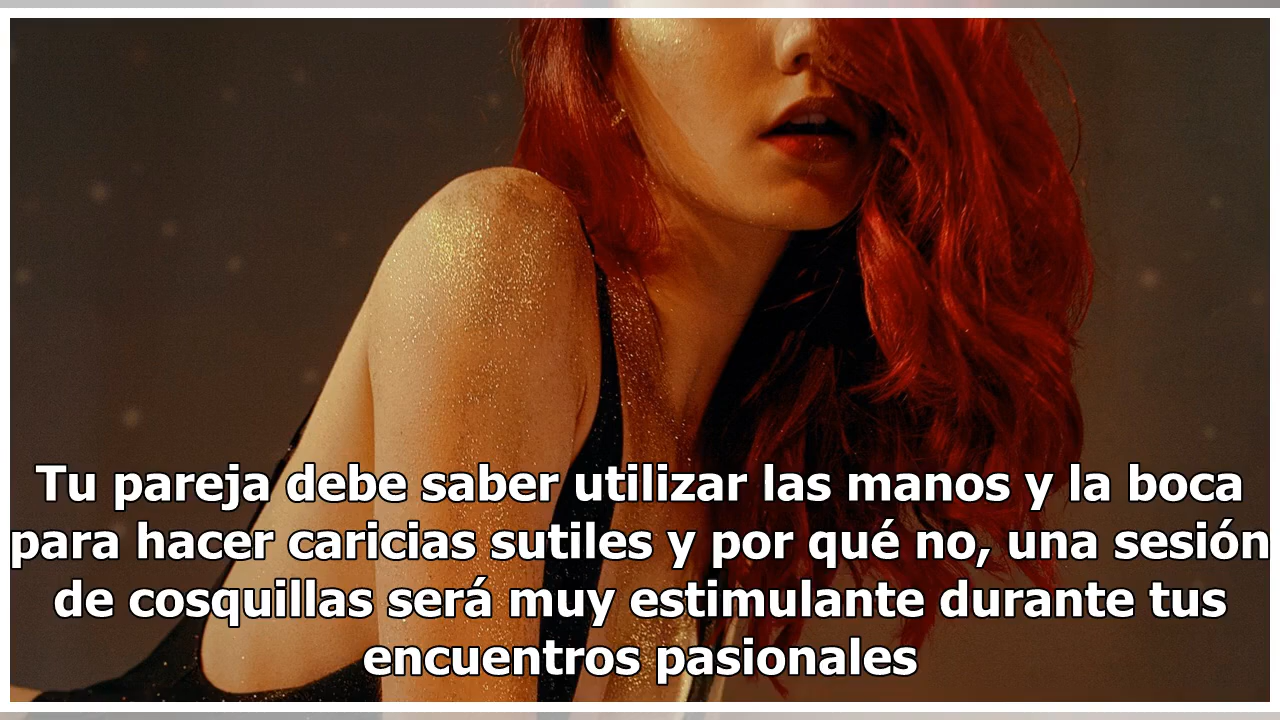 Tu pareja debe saber utilizar las manos y la boca
para hacer caricias sutiles y por qué no, una sesión
de cosquillas será muy estimulante durante tus
encuentros pasionales